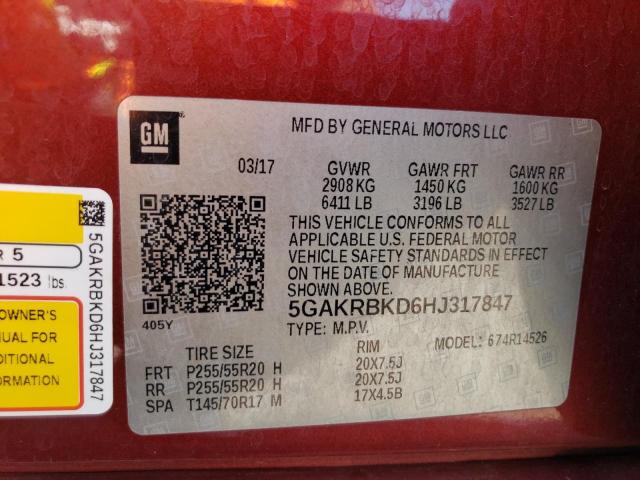 GM
MFD BY GENERAL MOTORS LLC
03/17
GVWR GAWR FRT GAWR RR
2908 KG 1450 KG 1600 KG
6411 LB 3196 LB 3527 LB
THIS VEHICLE CONFORMS TO ALL
APPLICABLE U.S. FEDERAL MOTOR
VEHICLE SAFETY STANDARDS IN EFFECT
ON THE DATE OF MANUFACTURE
SHOWN ABOVE.
405Y
5GAKRBKD6HJ317847
TYPE: M.P.V.
MODEL: 674R14526
TIRE SIZE RIM
FRT P255/55R20 H 20X7.5J
RR P255/55R20 H 20X7.5J
SPA T145/70R17 M 17X4.5B
R 5
1523 lbs.
OWNER'S
FOR
INFORMATION
5GAKRBKD6HJ317847